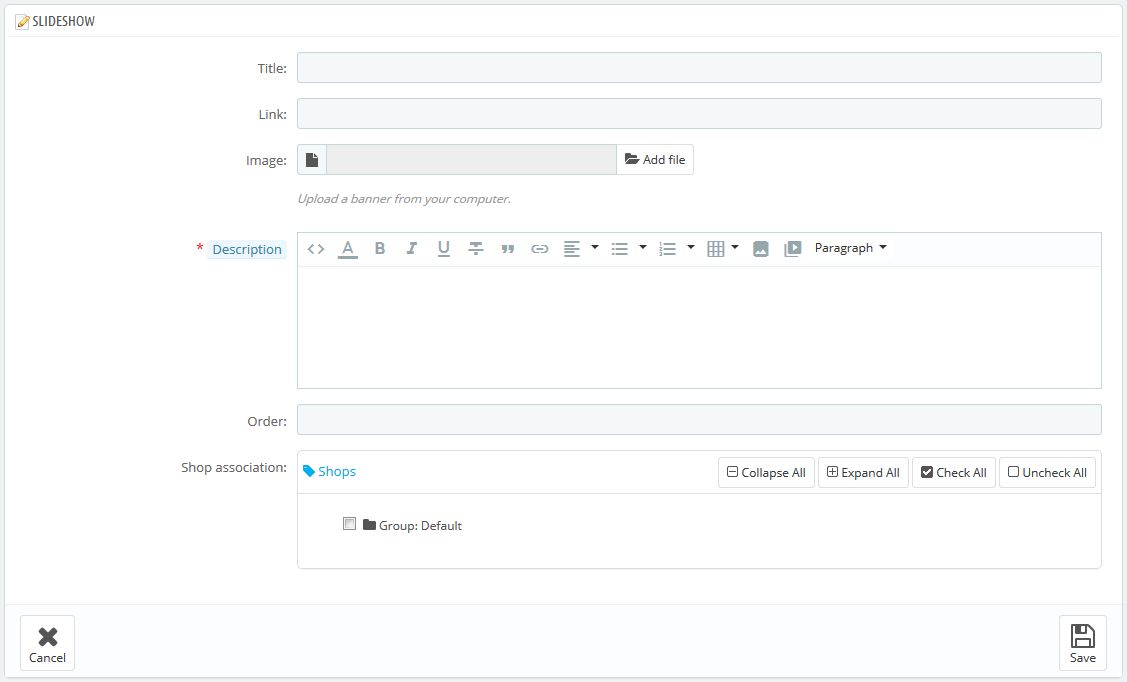 SLIDESHOW
Title:
Link:
Image: Add file
Upload a banner from your computer.
* Description
A B I U Paragraph
Order:
Shop association: Shops Collapse All Expand All Check All Uncheck All
Group: Default
Cancel Save